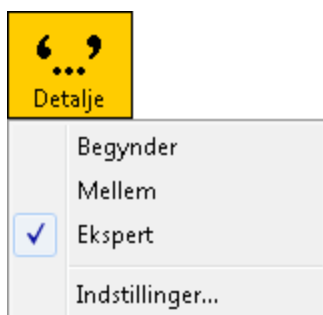 ‘...’
Detalje
Begynder
Mellem
Ekspert
Indstillinger...